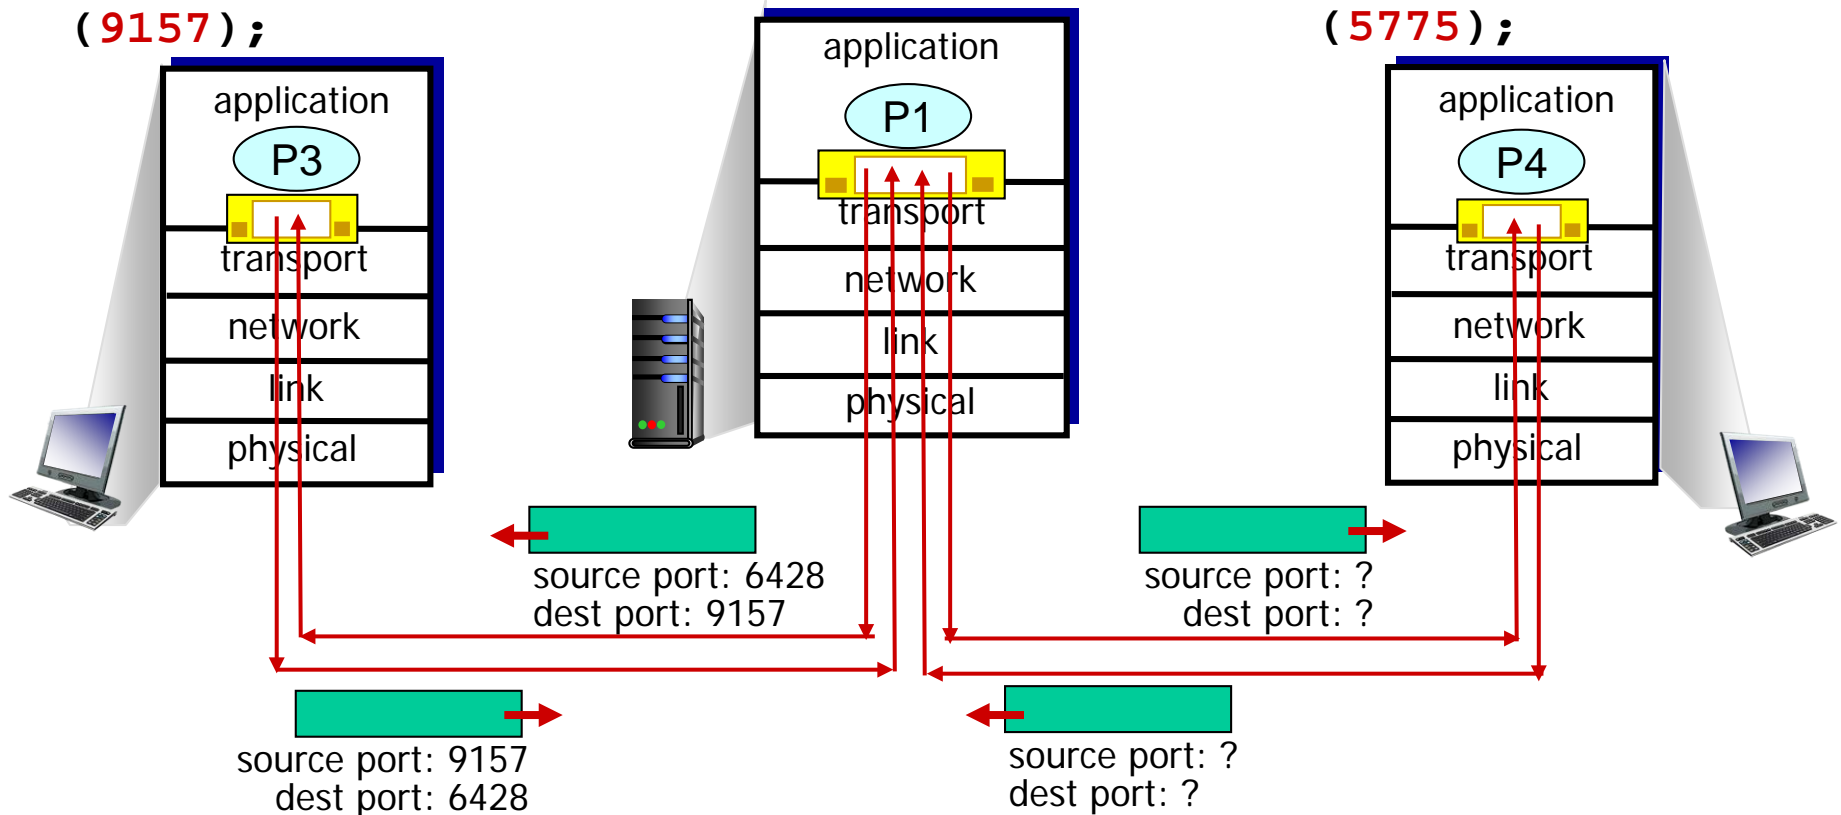 (9157);
application
P3
transport
network
link
physical
application
P1
transport
network
link
physical
(5775);
application
P4
transport
network
link
physical
source port: 6428
dest port: 9157
source port: ?
dest port: ?
source port: 9157
dest port: 6428
source port: ?
dest port: ?